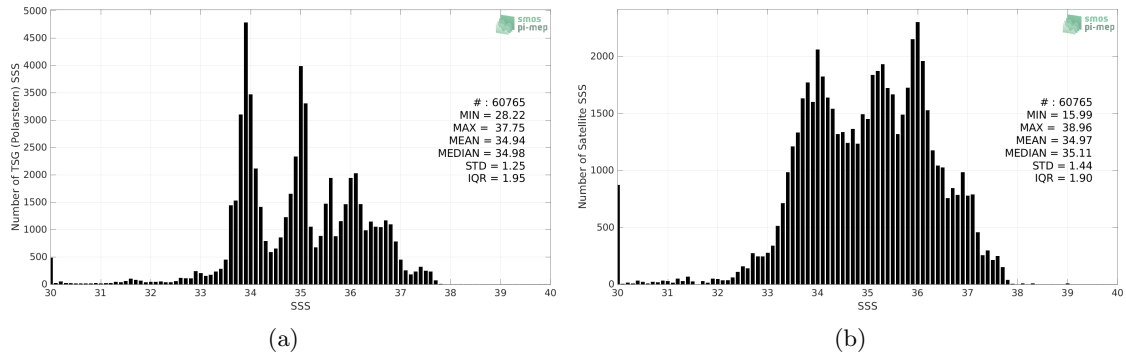 5000
4500
4000
3500
3000
2500
2000
1500
1000
500
0
Number of TSG (Polarstern) SSS
smos
pi-mep
# : 60765
MIN = 28.22
MAX = 37.75
MEAN = 34.94
MEDIAN = 34.98
STD = 1.25
IQR = 1.95
30 31 32 33 34 35 36 37 38 39 40
SSS
(a)
2000
1500
1000
500
0
Number of Satellite SSS
smos
pi-mep
# : 60765
MIN = 15.99
MAX = 38.96
MEAN = 34.97
MEDIAN = 35.11
STD = 1.44
IQR = 1.90
30 31 32 33 34 35 36 37 38 39 40
SSS
(b)